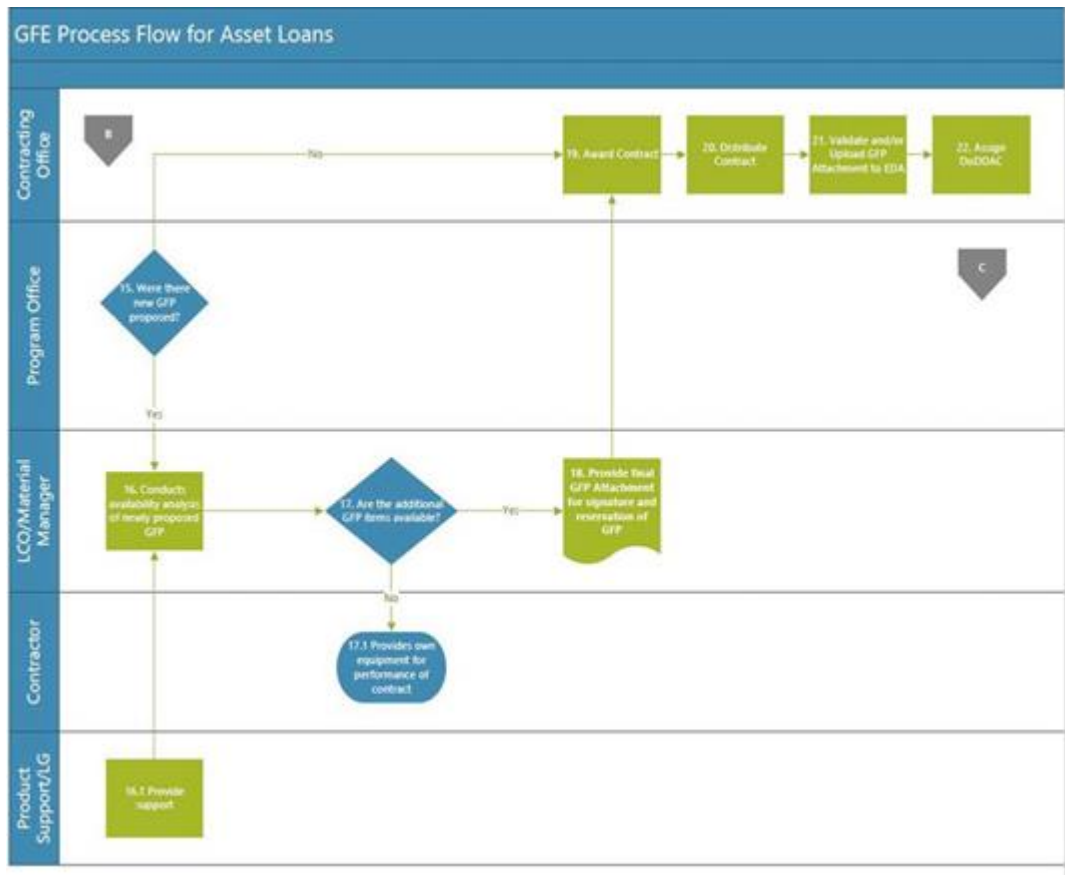 GFE Process Flow for Asset Loans
Contracting
Office
B
No
19. Award Contract
20. Distribute
Contract
21. Validate and/or
Upload GFP
Attachment to EDA
22. Assign
DoDDAC
Program Office
15. Were there
new GFP
proposed?
C
Yes
LCO/Material
Manager
16. Conducts
availability analysis
of newly proposed
GFP
17. Are the additional
GFP items available?
Yes
18. Provide final
GFP Attachment
for signature and
reservation of
GFP
No
Contractor
17.1 Provides own
equipment for
performance of
contract
Product
Support/LG
16.1 Provide
support